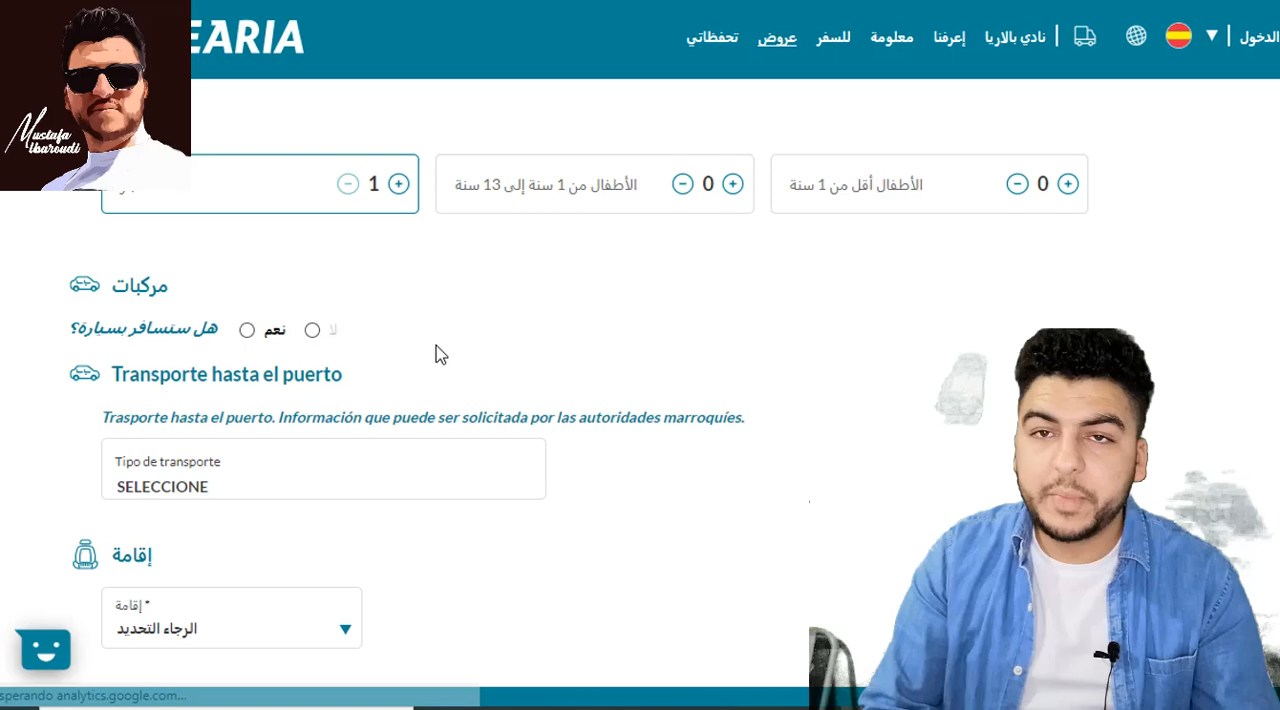 EARIA
نادي بالاريا إعرفنا معلومة للسفر عروض تحفظاتي
الدخول
Mustafa
lbaroudi
1
الأطفال من 1 سنة إلى 13 سنة
0
الأطفال أقل من 1 سنة
0
مركبات
هل ستسافر بسيارة؟ نعم لا
Transporte hasta el puerto
Trasporte hasta el puerto. Información que puede ser solicitada por las autoridades marroquíes.
Tipo de transporte
SELECCIONE
إقامة
إقامة *
الرجاء التحديد
sperando analytics.google.com...